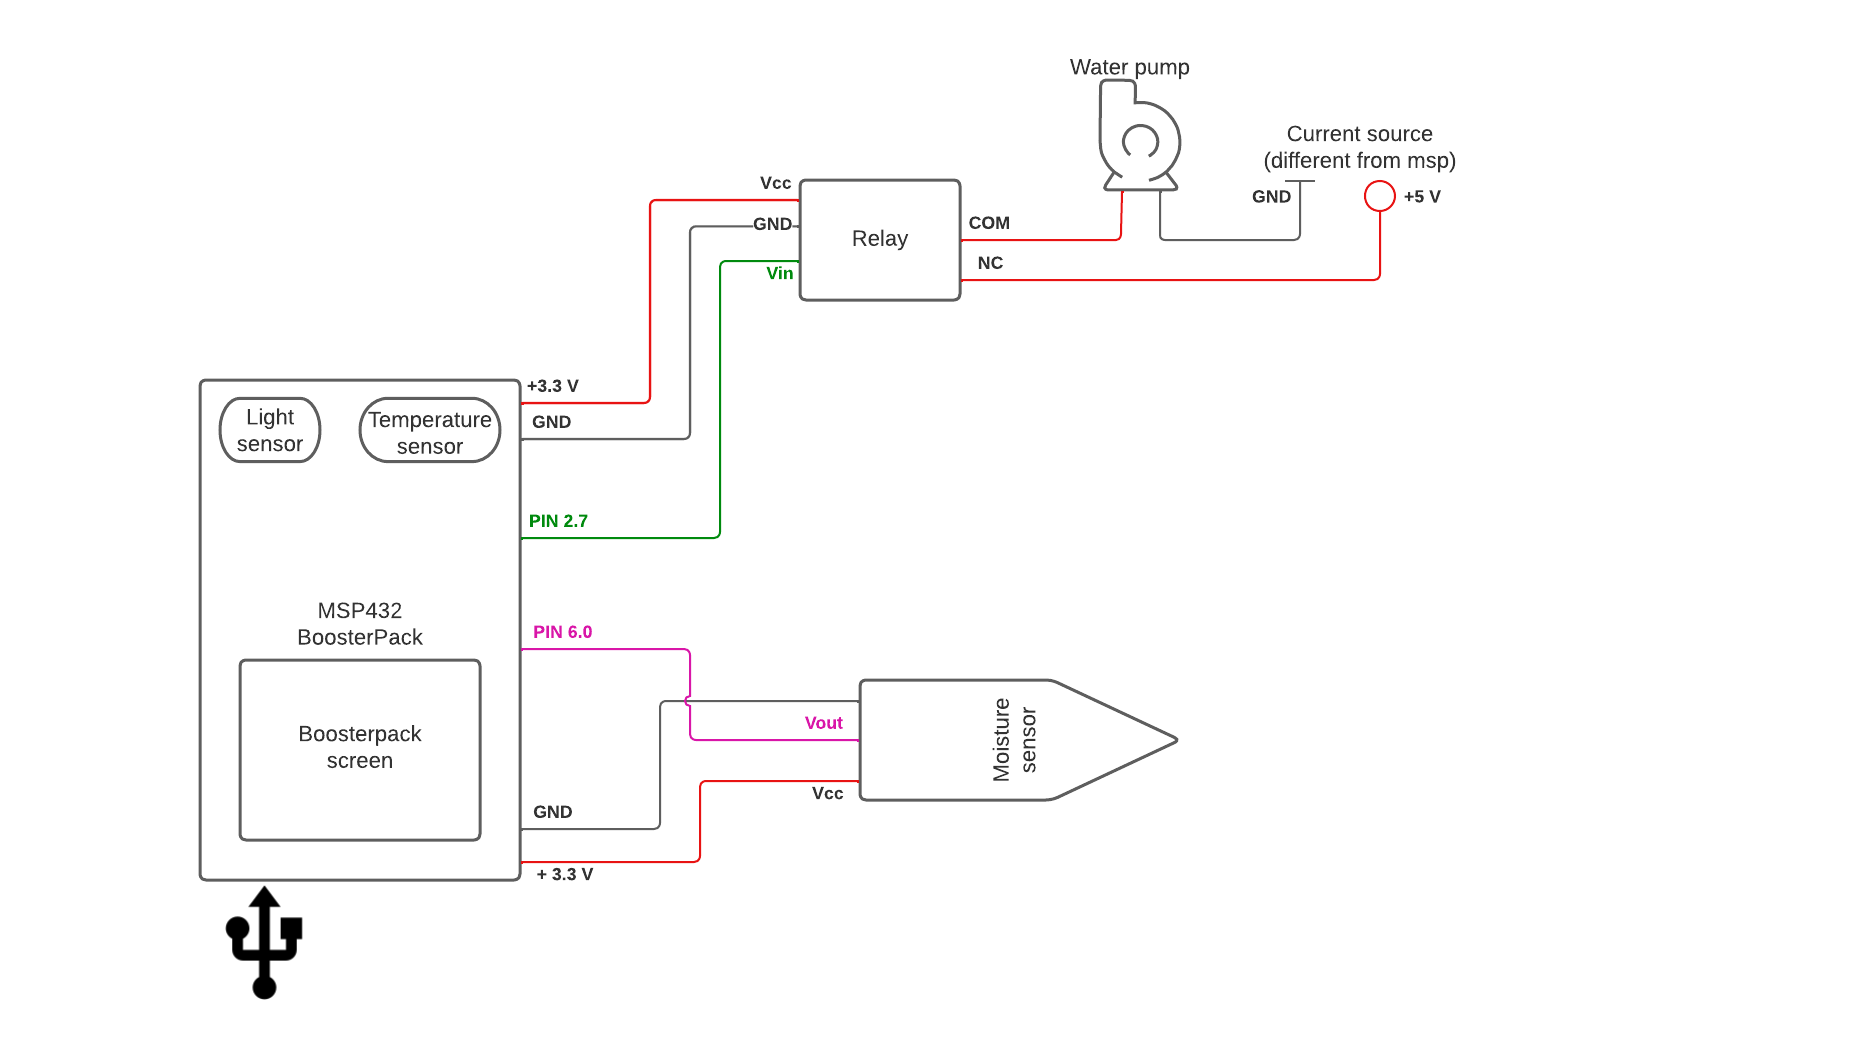 Water pump
Current source
(different from msp)
GND
+5 V
Vcc
GND
Vin
Relay
COM
NC
+3.3 V
GND
Light
sensor
Temperature
sensor
PIN 2.7
MSP432
BoosterPack
PIN 6.0
Boosterpack
screen
Vout
Vcc
Moisture
sensor
GND
+ 3.3 V